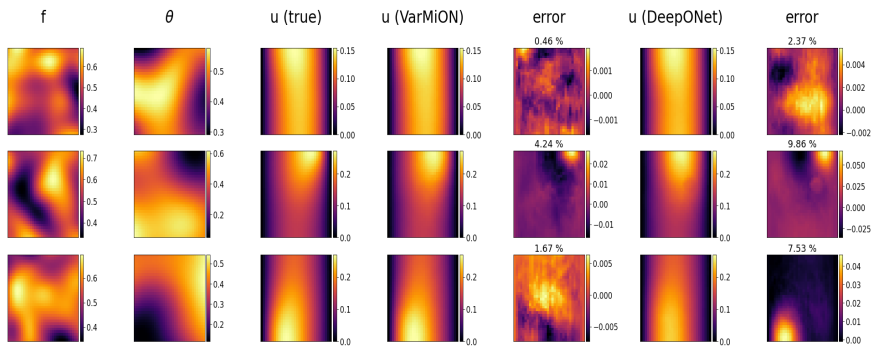 f θ u (true) u (VarMiON) error u (DeepONet) error
0.46 % 2.37 %
0.6 0.5 0.4 0.3
0.5 0.4 0.3
0.15 0.10 0.05 0.00
0.15 0.10 0.05 0.00
0.001 0.000 −0.001
0.15 0.10 0.05 0.00
0.004 0.002 0.000 −0.002
4.24 % 9.86 %
0.7 0.6 0.5 0.4
0.4 0.2
0.2 0.1 0.0
0.2 0.1 0.0
0.02 0.01 0.00 −0.01
0.2 0.1 0.0
0.050 0.025 0.000 −0.025
1.67 % 7.53 %
0.6 0.5 0.4
0.5 0.4 0.3 0.2
0.2 0.1 0.0
0.2 0.1 0.0
0.000 −0.005
0.2 0.1 0.0
0.04 0.03 0.02 0.01 0.00